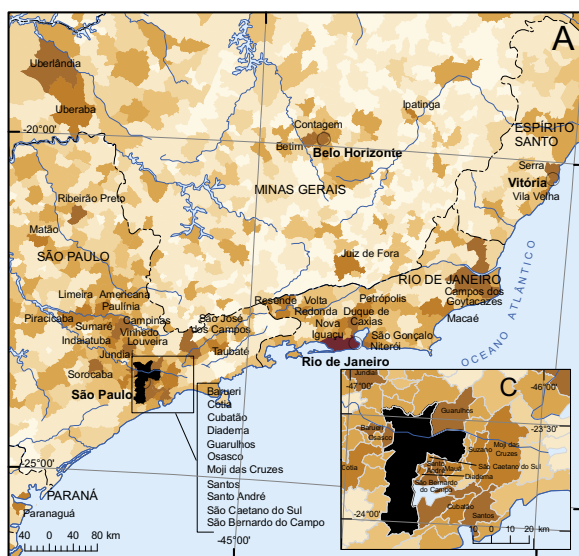 A
Uberlândia
Uberaba
Ipatinga
-20°00'
Contagem
Betim
Belo Horizonte
ESPÍRITO
SANTO
Serra
Vitória
Vila Velha
MINAS GERAIS
Ribeirão Preto
Matão
SÃO PAULO
Juiz de Fora
RIO DE JANEIRO
Campos dos
Goytacazes
Macaé
OCEANO ATLÂNTICO
Limeira
Americana
Paulínia
Piracicaba
Sumaré
Campinas
Vinhedo
Indaiatuba
Louveira
Jundiaí
São José
dos Campos
Taubaté
Resende
Volta
Redonda
Petrópolis
Nova
Iguaçu
Duque de
Caxias
São Gonçalo
Niterói
Rio de Janeiro
Sorocaba
São Paulo
Barueri
Cotia
Cubatão
Diadema
Guarulhos
Osasco
Moji das Cruzes
Santos
Santo André
São Caetano do Sul
São Bernardo do Campo
-25°00'
PARANÁ
Paranaguá
40 0 40 80 km
-45°00'
C
Jundiaí
-47°00'
-46°00'
Guarulhos
-23°30'
Barueri
Osasco
Suzano
Moji das
Cruzes
Cotia
Santo
André
Mauá
São Caetano do Sul
Diadema
São Bernardo
do Campo
Cubatão
Santos
-24°00'
10 0 10 20 km